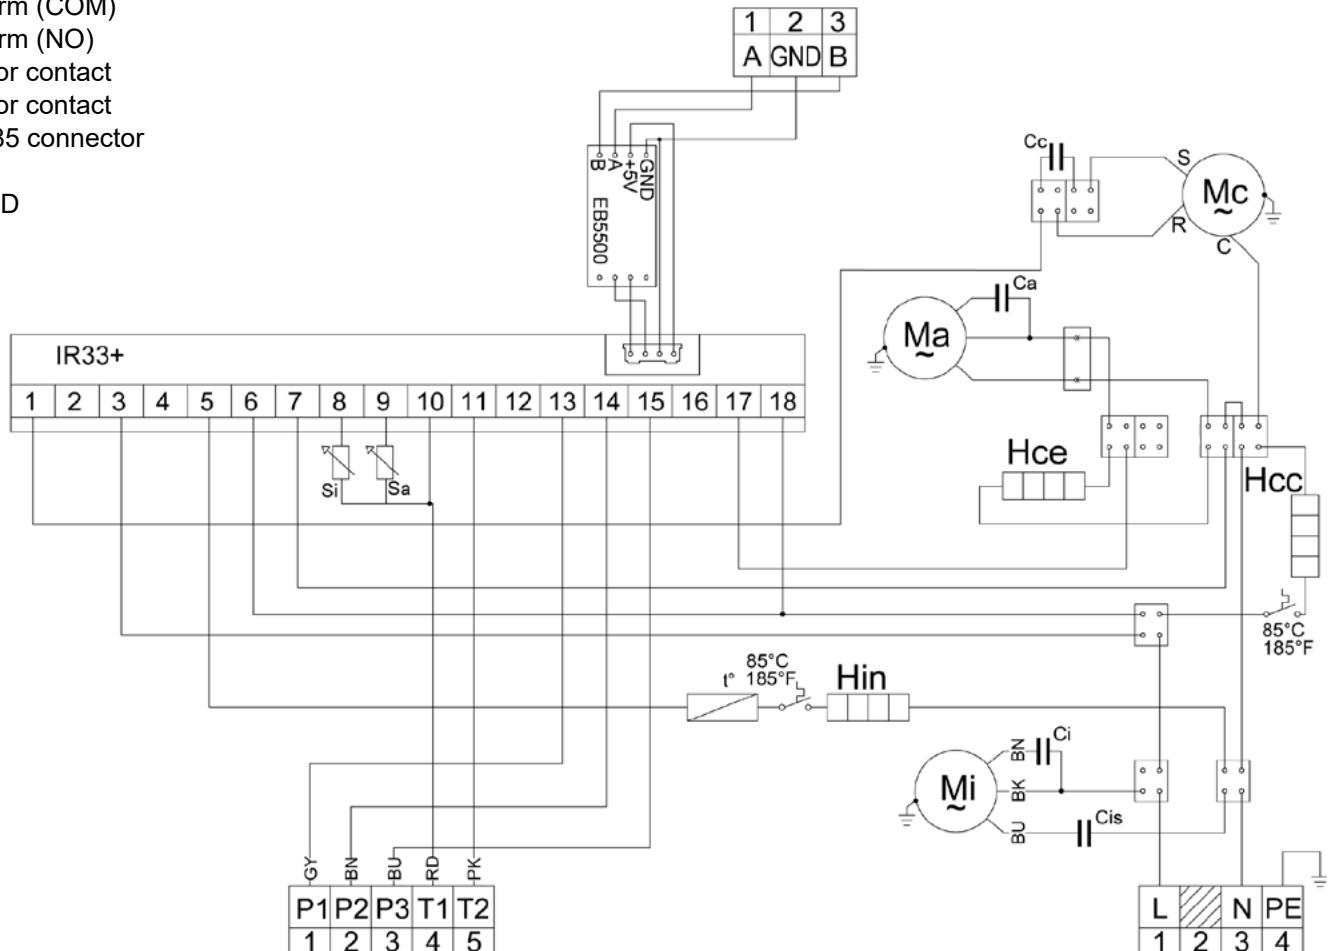 rm (COM)
rm (NO)
or contact
or contact
35 connector
D
1 2 3
A GND B
B A +5V GND
EB5500
Cc
S
Mc
~
R
C
Ca
Ma
~
IR33+
1 2 3 4 5 6 7 8 9 10 11 12 13 14 15 16 17 18
Si
Sa
Hce
Hcc
85°C
185°F
t°
85°C
185°F
Hin
BN
Ci
Mi
~
BK
BU
Cis
GY BN BU RD PK
P1 P2 P3 T1 T2
1 2 3 4 5
L N PE
1 2 3 4